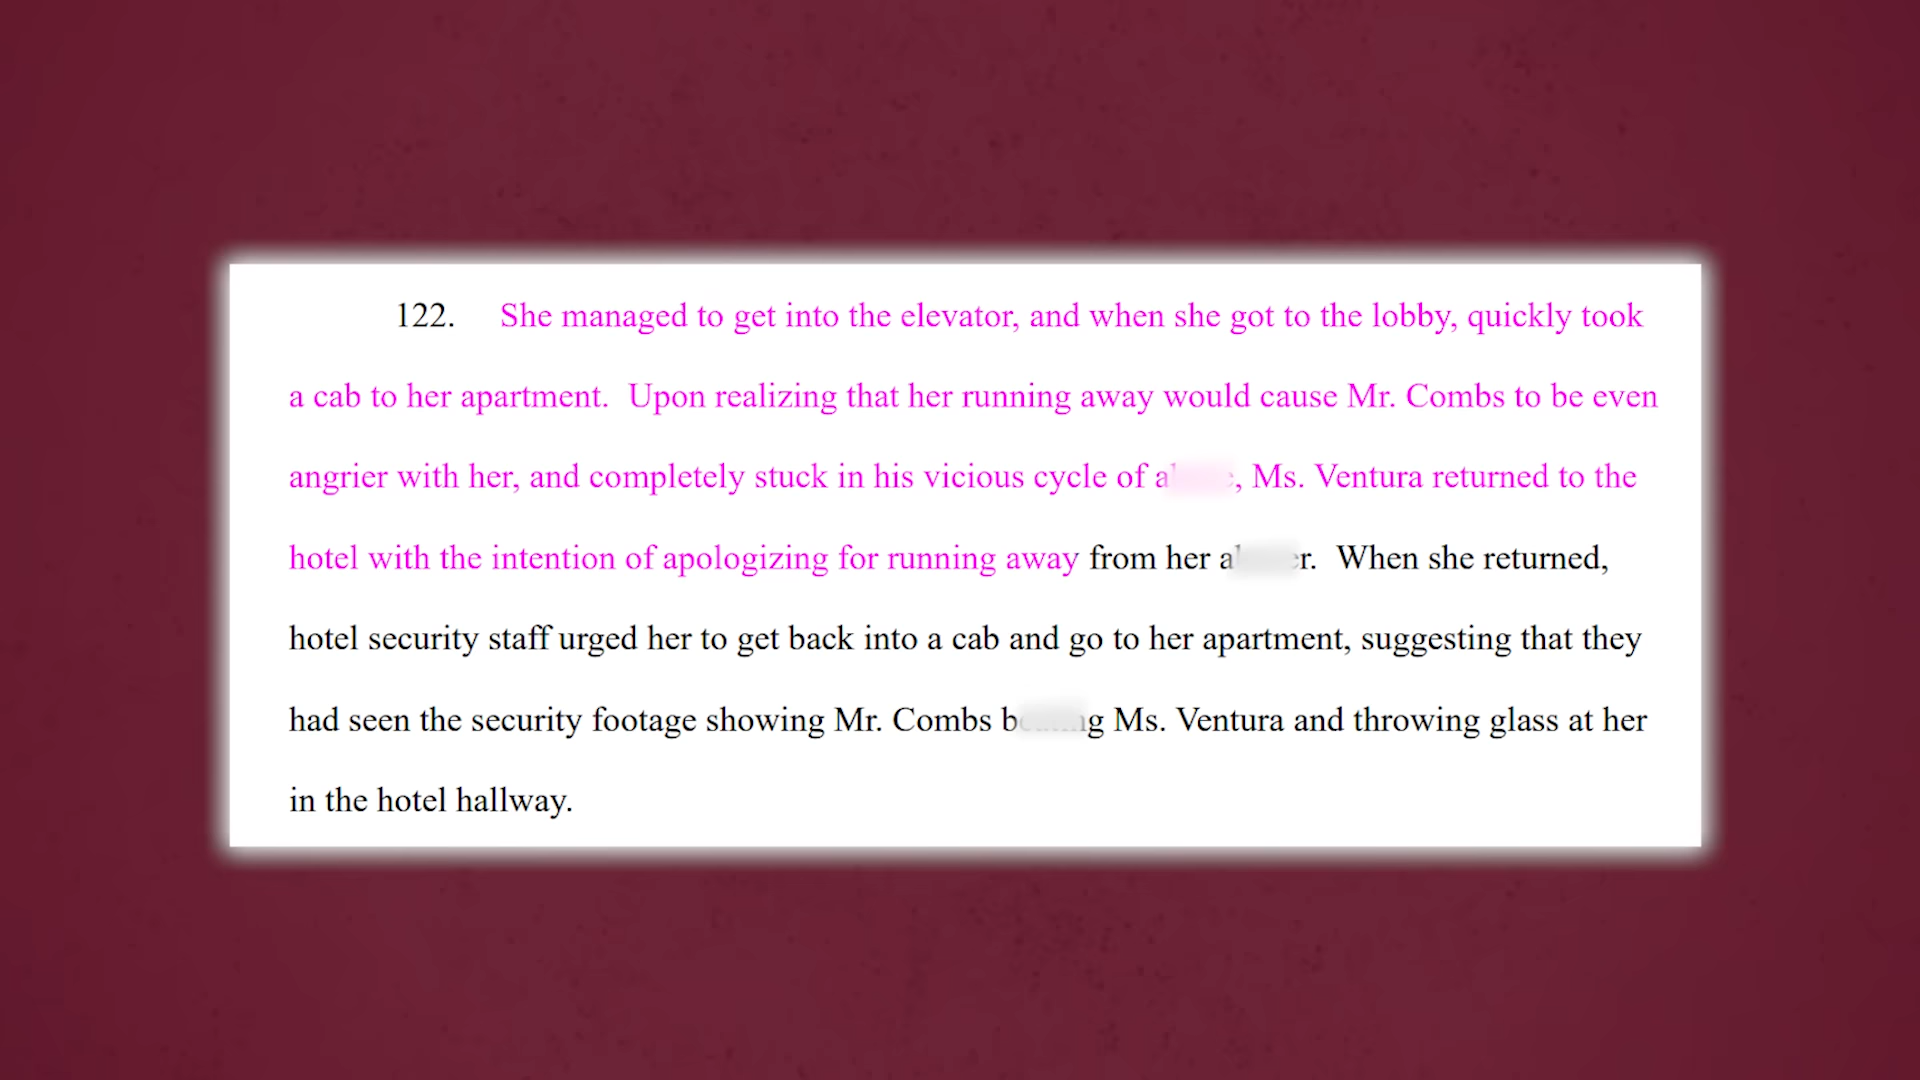 122. She managed to get into the elevator, and when she got to the lobby, quickly took
a cab to her apartment. Upon realizing that her running away would cause Mr. Combs to be even
angrier with her, and completely stuck in his vicious cycle of , Ms. Ventura returned to the
hotel with the intention of apologizing for running away from her . When she returned,
hotel security staff urged her to get back into a cab and go to her apartment, suggesting that they
had seen the security footage showing Mr. Combs Ms. Ventura and throwing glass at her
in the hotel hallway.